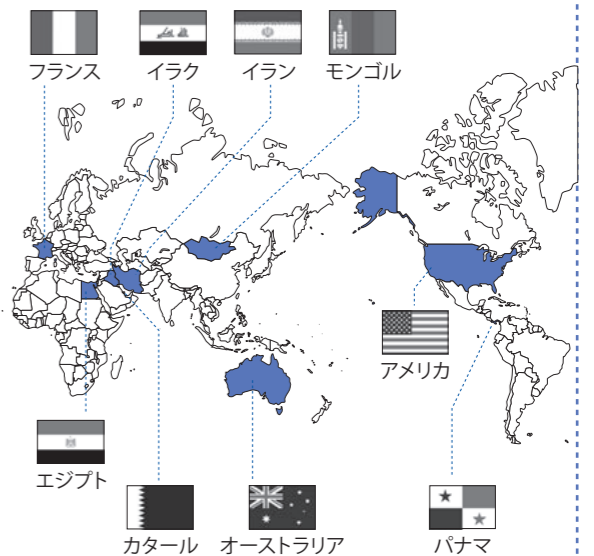 フランス
イラク
イラン
モンゴル
アメリカ
エジプト
カタール
オーストラリア
パナマ